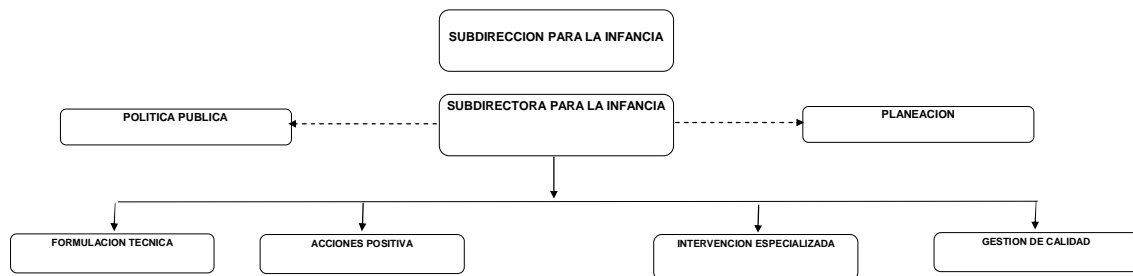 SUBDIRECCION PARA LA INFANCIA
SUBDIRECTORA PARA LA INFANCIA
POLITICA PUBLICA
PLANEACION
FORMULACION TECNICA
ACCIONES POSITIVA
INTERVENCION ESPECIALIZADA
GESTION DE CALIDAD